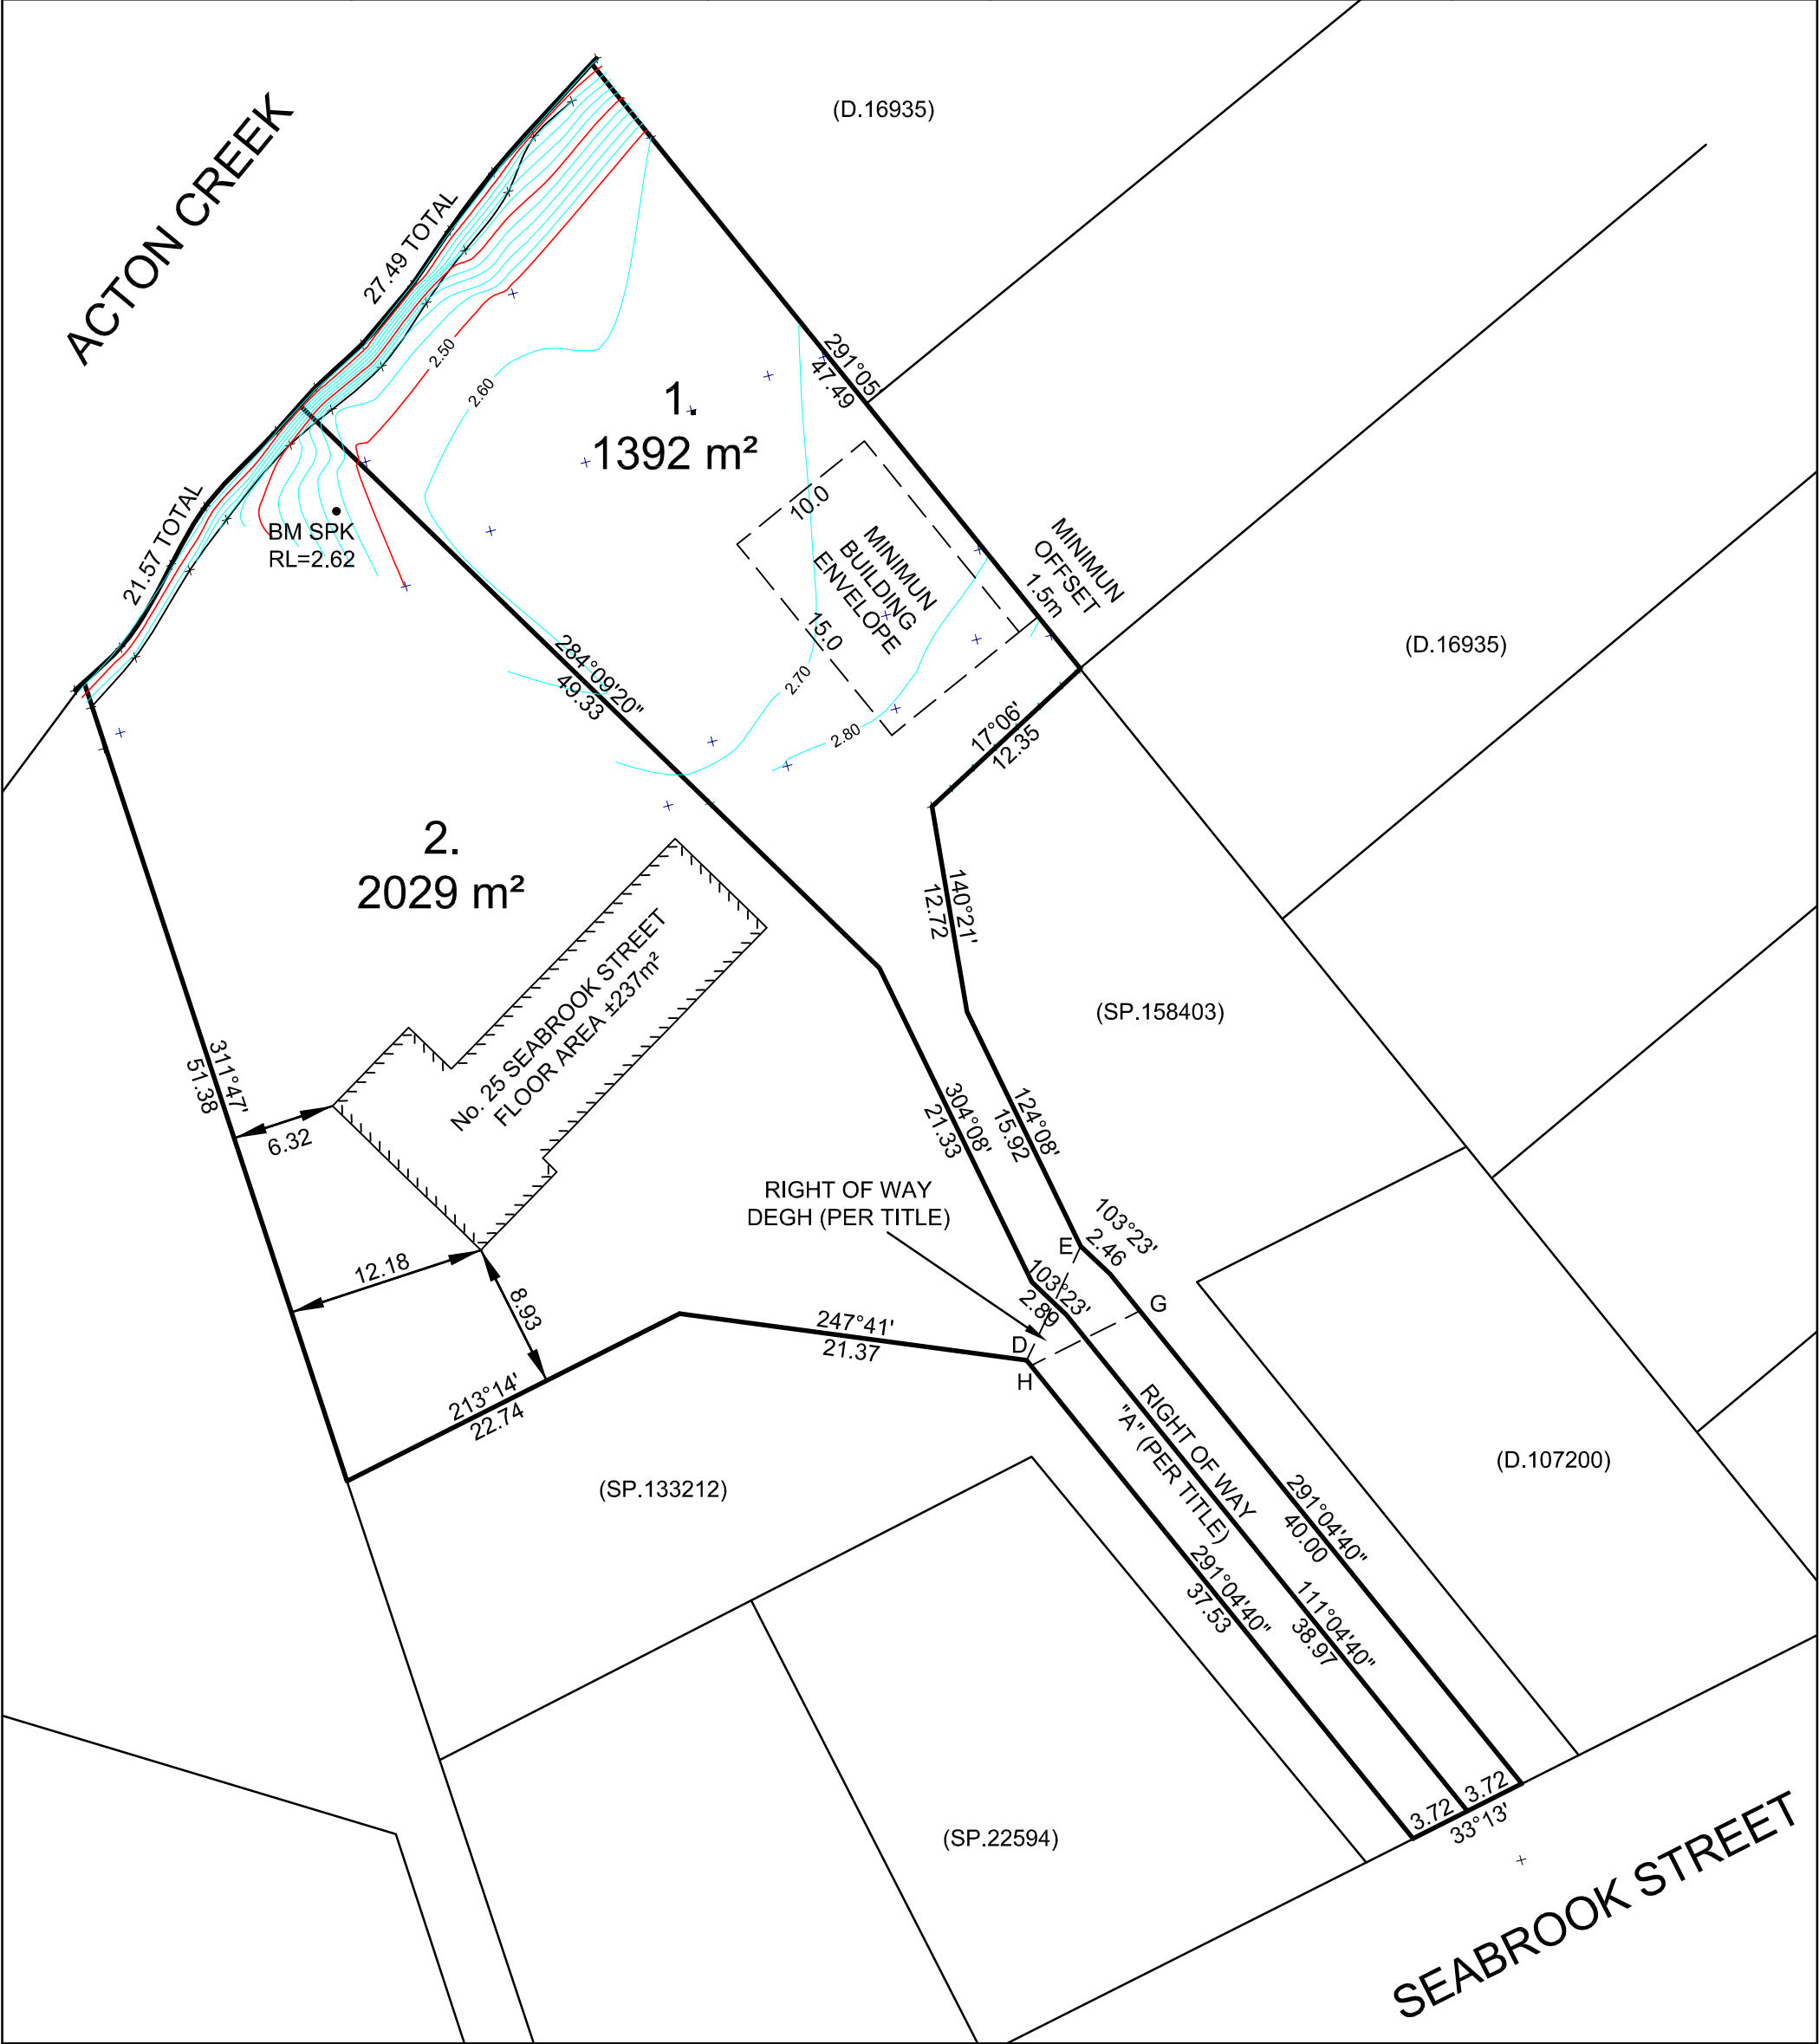 (D.16935)
ACTON CREEK
27.49 TOTAL
2.50
2.60
291°05'
47.49
1.
1392 m²
10.0
MINIMUN
BUILDING
ENVELOPE
15.0
MINIMUN
OFFSET
1.5m
21.57 TOTAL
BM SPK
RL=2.62
284°09'20"
49.33
2.70
2.80
17°06'
12.35
(D.16935)
2.
2029 m²
140°21'
12.72
No. 25 SEABROOK STREET
FLOOR AREA ±237m²
(SP.158403)
311°47'
51.38
6.32
304°08'
21.33
124°08'
15.92
RIGHT OF WAY
DEGH (PER TITLE)
E
103°23'
2.46
12.18
8.93
103°23'
2.89
G
247°41'
21.37
D
H
213°14'
22.74
RIGHT OF WAY
"A" (PER TITLE)
(SP.133212)
(D.107200)
291°04'40"
40.00
291°04'40"
37.53
111°04'40"
38.97
3.72
3.72
33°13'
(SP.22594)
SEABROOK STREET